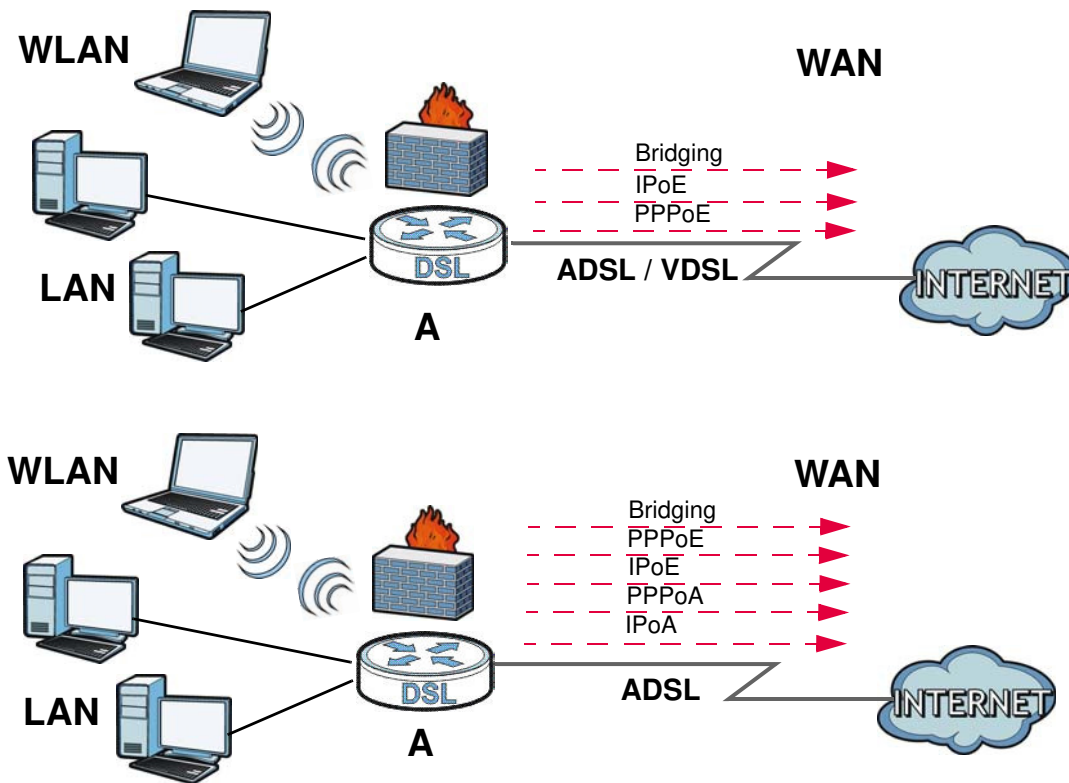 WLAN
WAN
Bridging
IPoE
PPPoE
DSL
ADSL / VDSL
LAN
INTERNET
A
WLAN
WAN
Bridging
PPPoE
IPoE
PPPoA
IPoA
DSL
ADSL
LAN
INTERNET
A